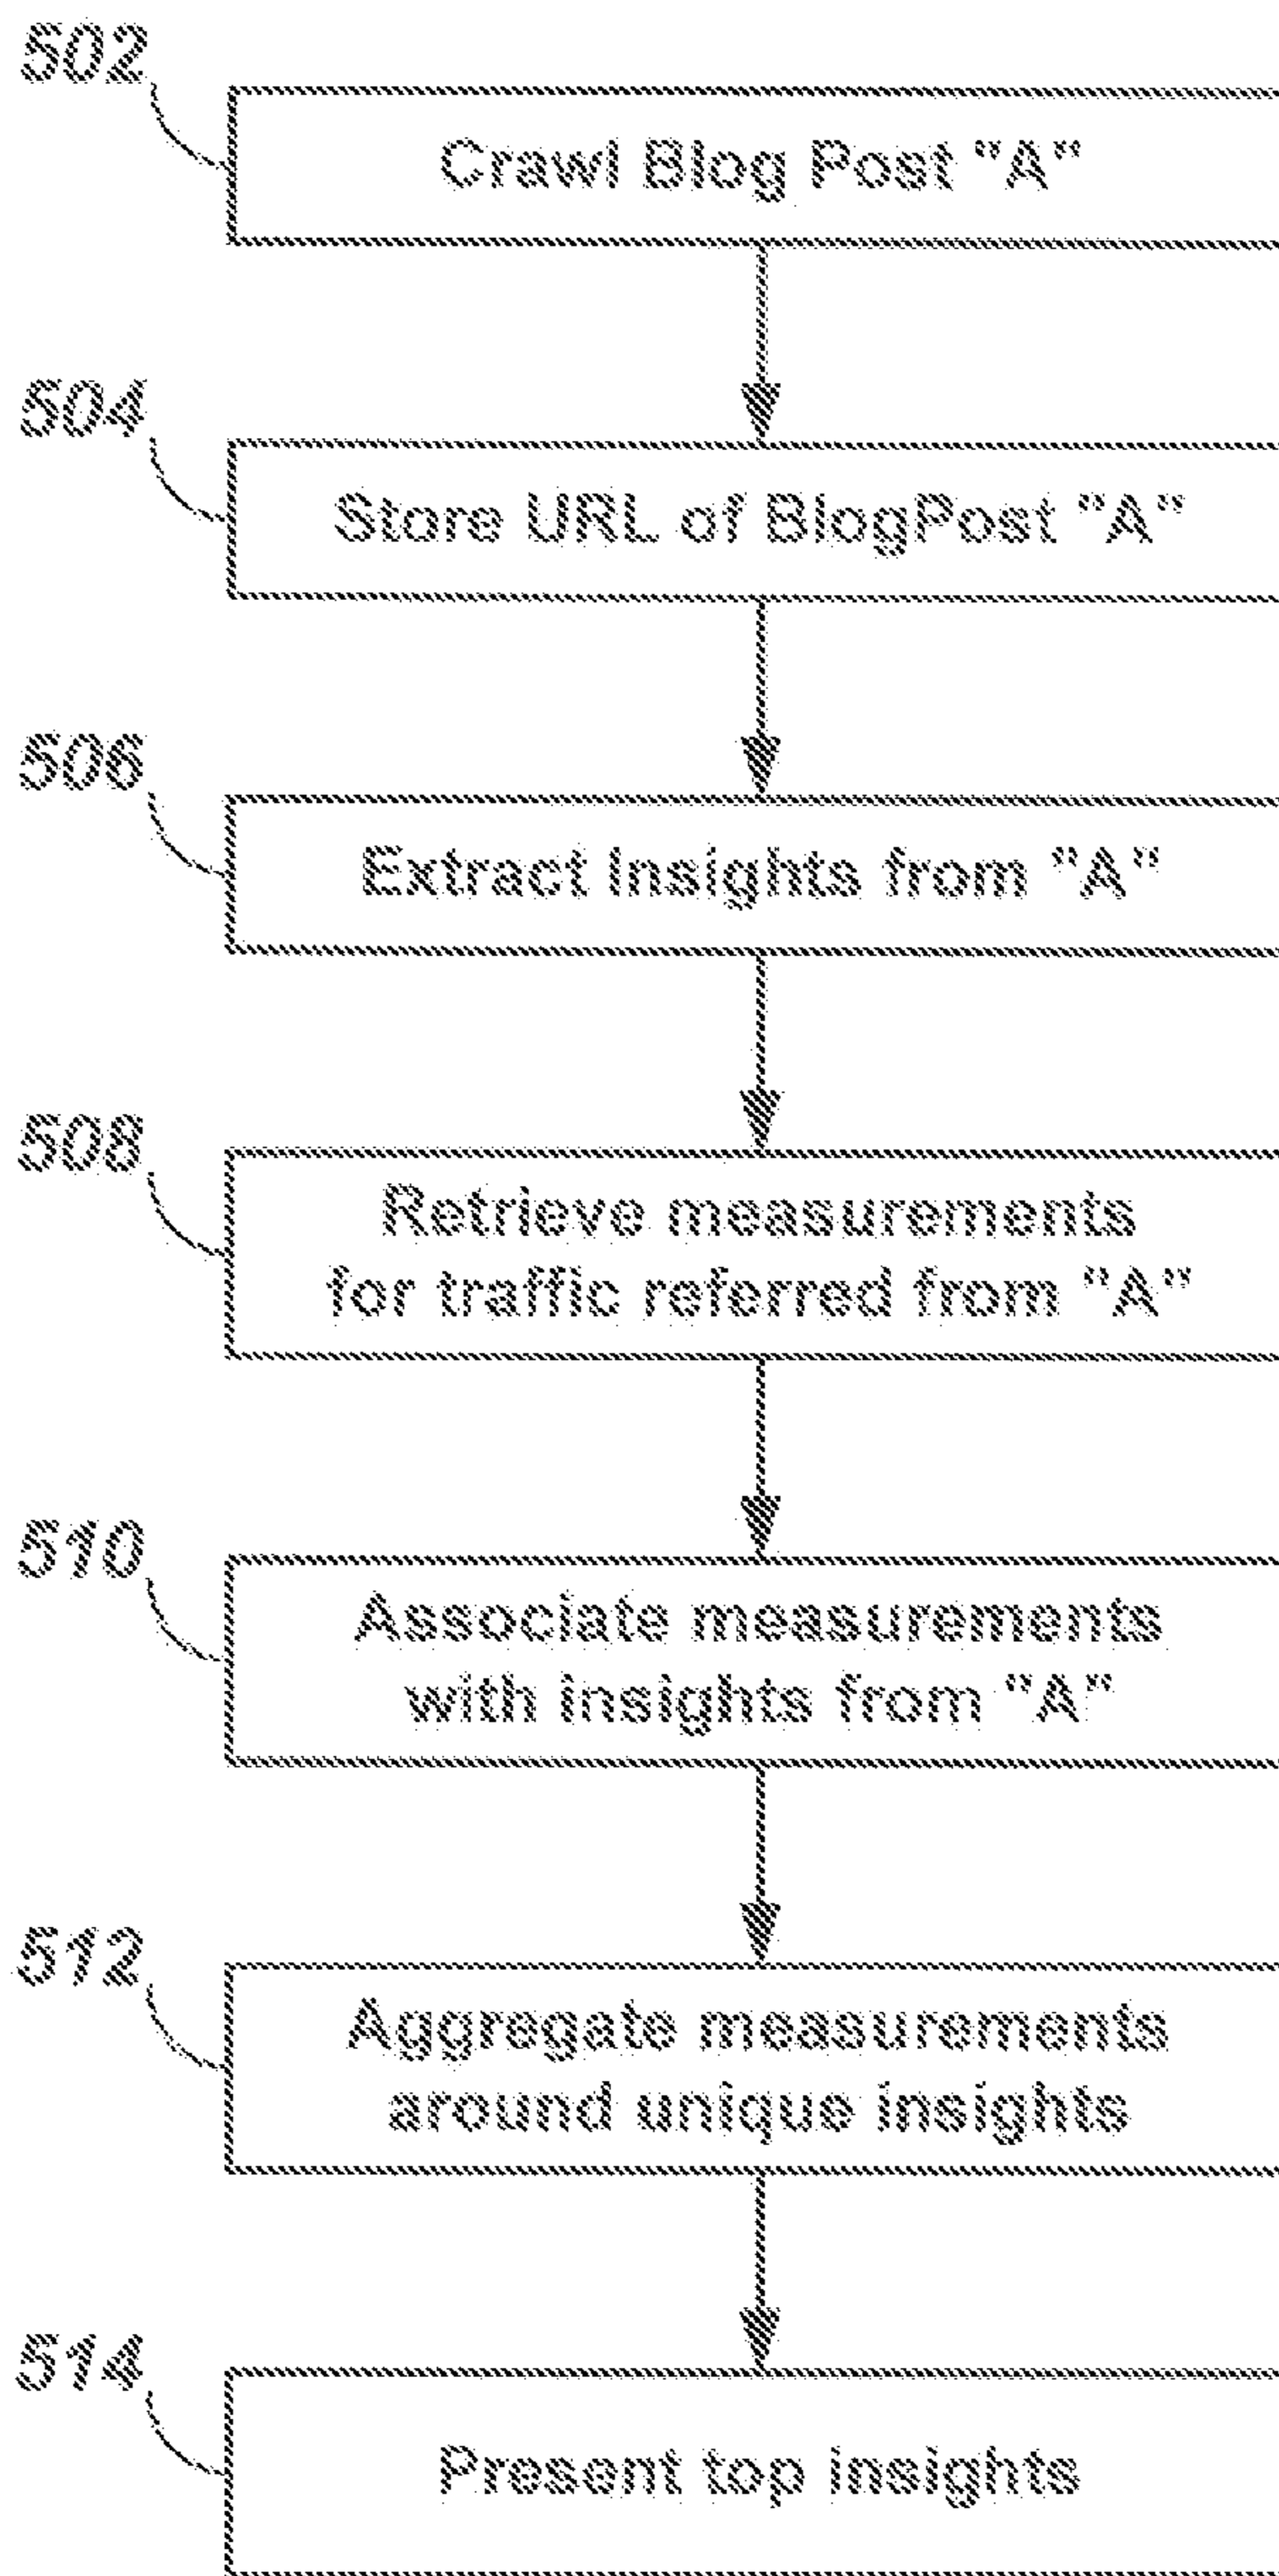 502
Crawl Blog Post "A"
504
Store URL of BlogPost "A"
506
Extract Insights from "A"
508
Retrieve measurements
for traffic referred from "A"
510
Associate measurements
with insights from "A"
512
Aggregate measurements
around unique insights
514
Present top insights